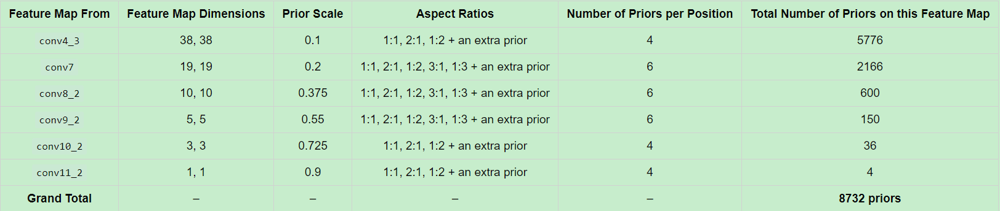 Feature Map From Feature Map Dimensions Prior Scale Aspect Ratios Number of Priors per Position Total Number of Priors on this Feature Map
conv4_3 38, 38 0.1 1:1, 2:1, 1:2 + an extra prior 4 5776
conv7 19, 19 0.2 1:1, 2:1, 1:2, 3:1, 1:3 + an extra prior 6 2166
conv8_2 10, 10 0.375 1:1, 2:1, 1:2, 3:1, 1:3 + an extra prior 6 600
conv9_2 5, 5 0.55 1:1, 2:1, 1:2, 3:1, 1:3 + an extra prior 6 150
conv10_2 3, 3 0.725 1:1, 2:1, 1:2 + an extra prior 4 36
conv11_2 1, 1 0.9 1:1, 2:1, 1:2 + an extra prior 4 4
Grand Total – – – – 8732 priors